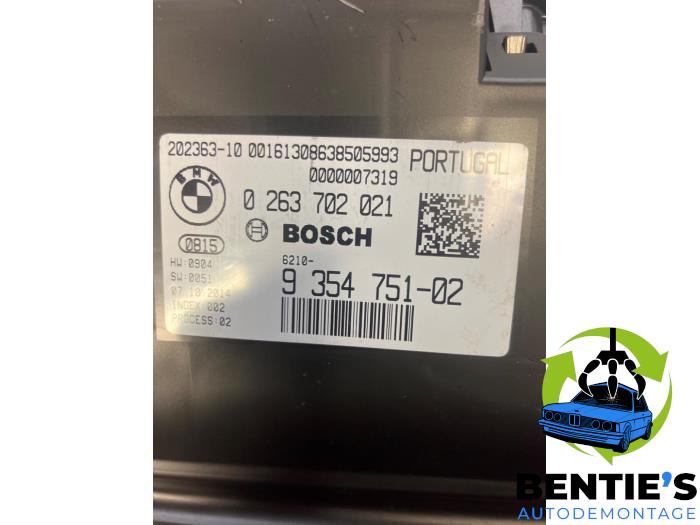 202363-10 00161308638505993 PORTUGAL
0000007319
BMW
0 263 702 021
BOSCH
0815
6210-
HW:0904
SW:0051
07 10 2014
INDEX:002
PROCESS:02
9 354 751-02
BENTIE'S
AUTODEMONTAGE